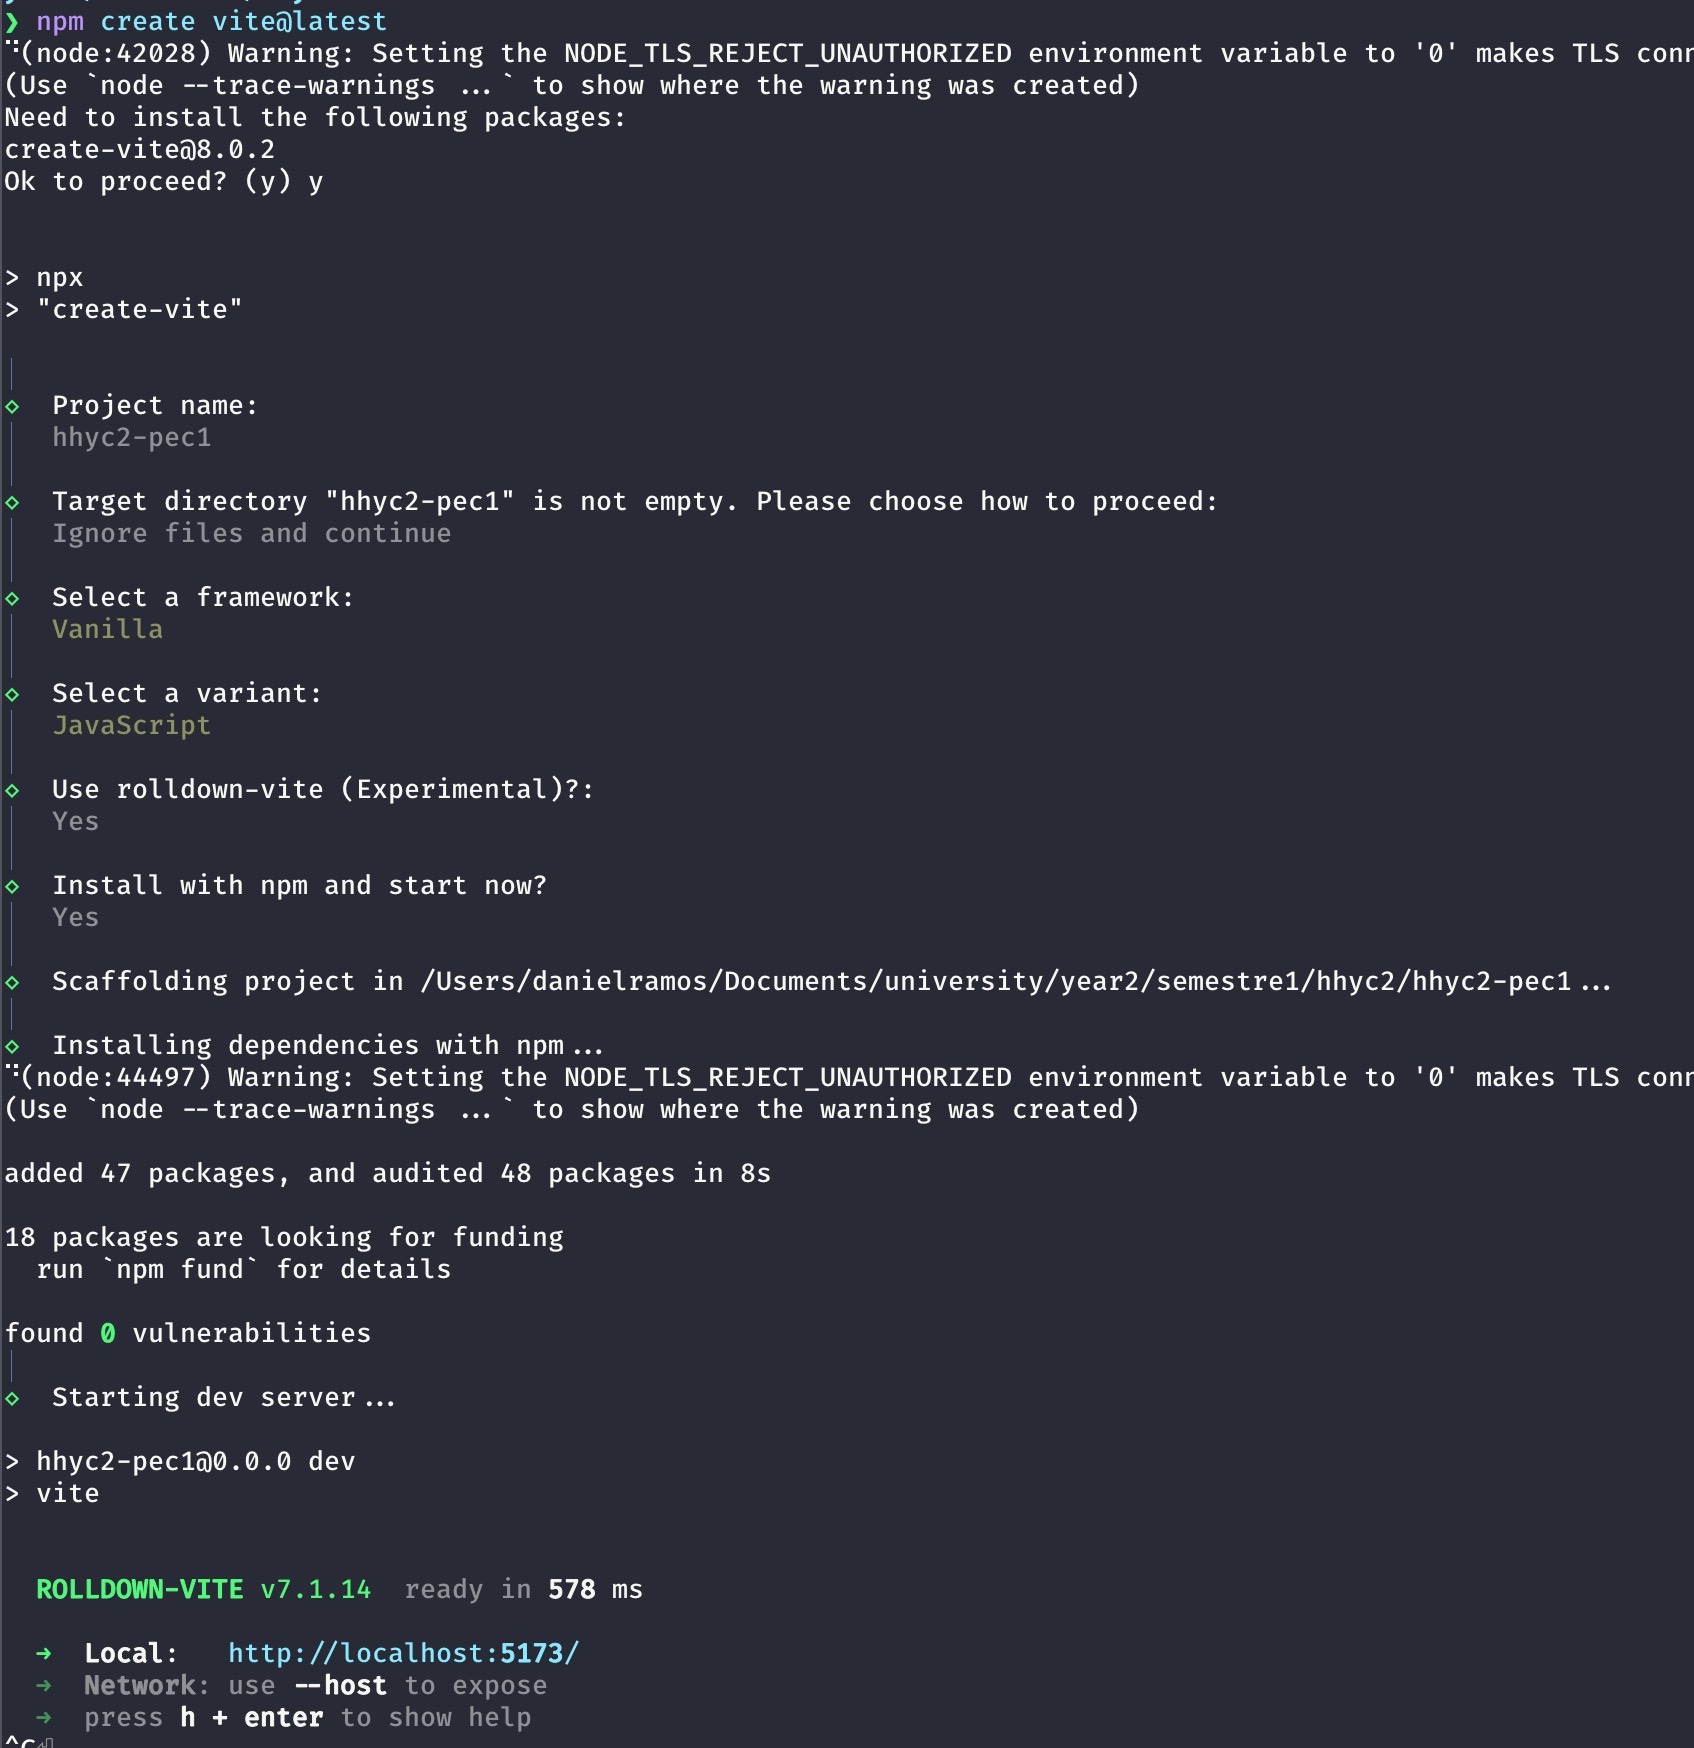 ❯ npm create vite@latest
(node:42028) Warning: Setting the NODE_TLS_REJECT_UNAUTHORIZED environment variable to '0' makes TLS conn
(Use `node --trace-warnings ...` to show where the warning was created)
Need to install the following packages:
create-vite@8.0.2
Ok to proceed? (y) y
> npx
> "create-vite"
◇ Project name:
hhyc2-pec1
◇ Target directory "hhyc2-pec1" is not empty. Please choose how to proceed:
Ignore files and continue
◇ Select a framework:
Vanilla
◇ Select a variant:
JavaScript
◇ Use rolldown-vite (Experimental)?:
Yes
◇ Install with npm and start now?
Yes
◇ Scaffolding project in /Users/danielramos/Documents/university/year2/semestre1/hhyc2/hhyc2-pec1...
◇ Installing dependencies with npm...
(node:44497) Warning: Setting the NODE_TLS_REJECT_UNAUTHORIZED environment variable to '0' makes TLS conn
(Use `node --trace-warnings ...` to show where the warning was created)
added 47 packages, and audited 48 packages in 8s
18 packages are looking for funding
run `npm fund` for details
found 0 vulnerabilities
◇ Starting dev server...
> hhyc2-pec1@0.0.0 dev
> vite
ROLLDOWN-VITE v7.1.14 ready in 578 ms
➜ Local: http://localhost:5173/
➜ Network: use --host to expose
➜ press h + enter to show help
^C